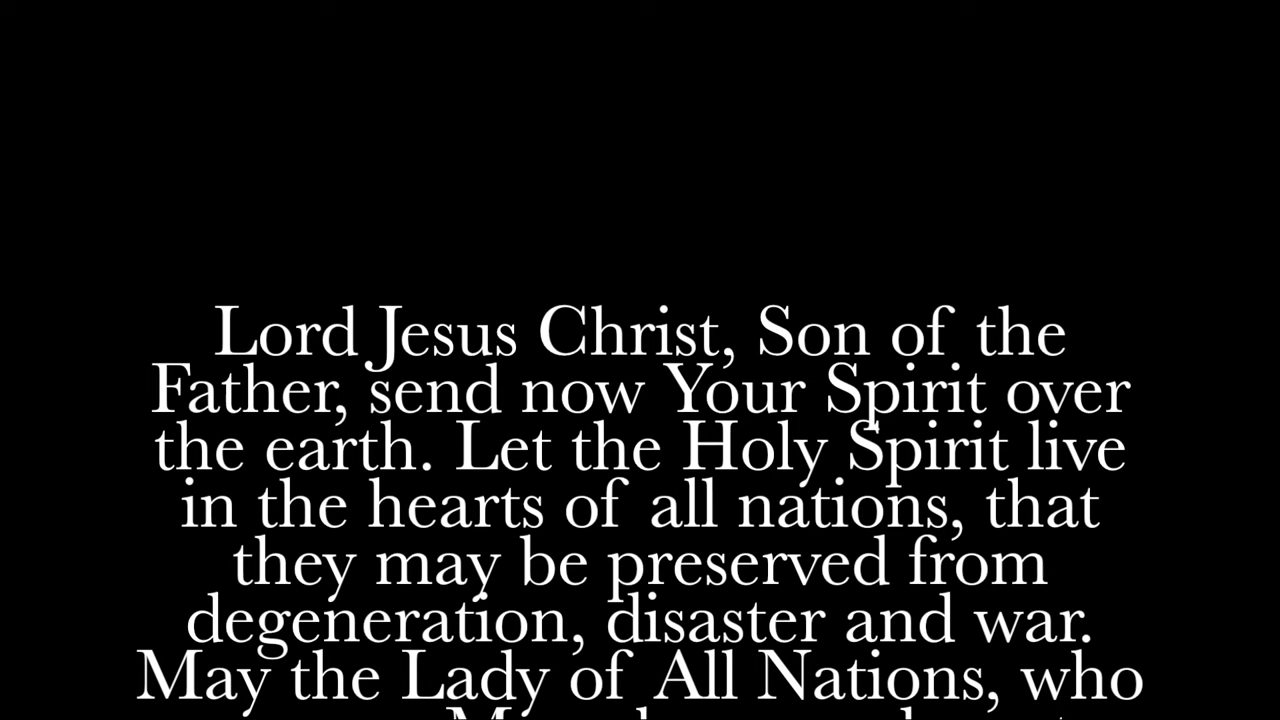 Lord Jesus Christ, Son of the
Father, send now Your Spirit over
the earth. Let the Holy Spirit live
in the hearts of all nations, that
they may be preserved from
degeneration, disaster and war.
May the Lady of All Nations, who